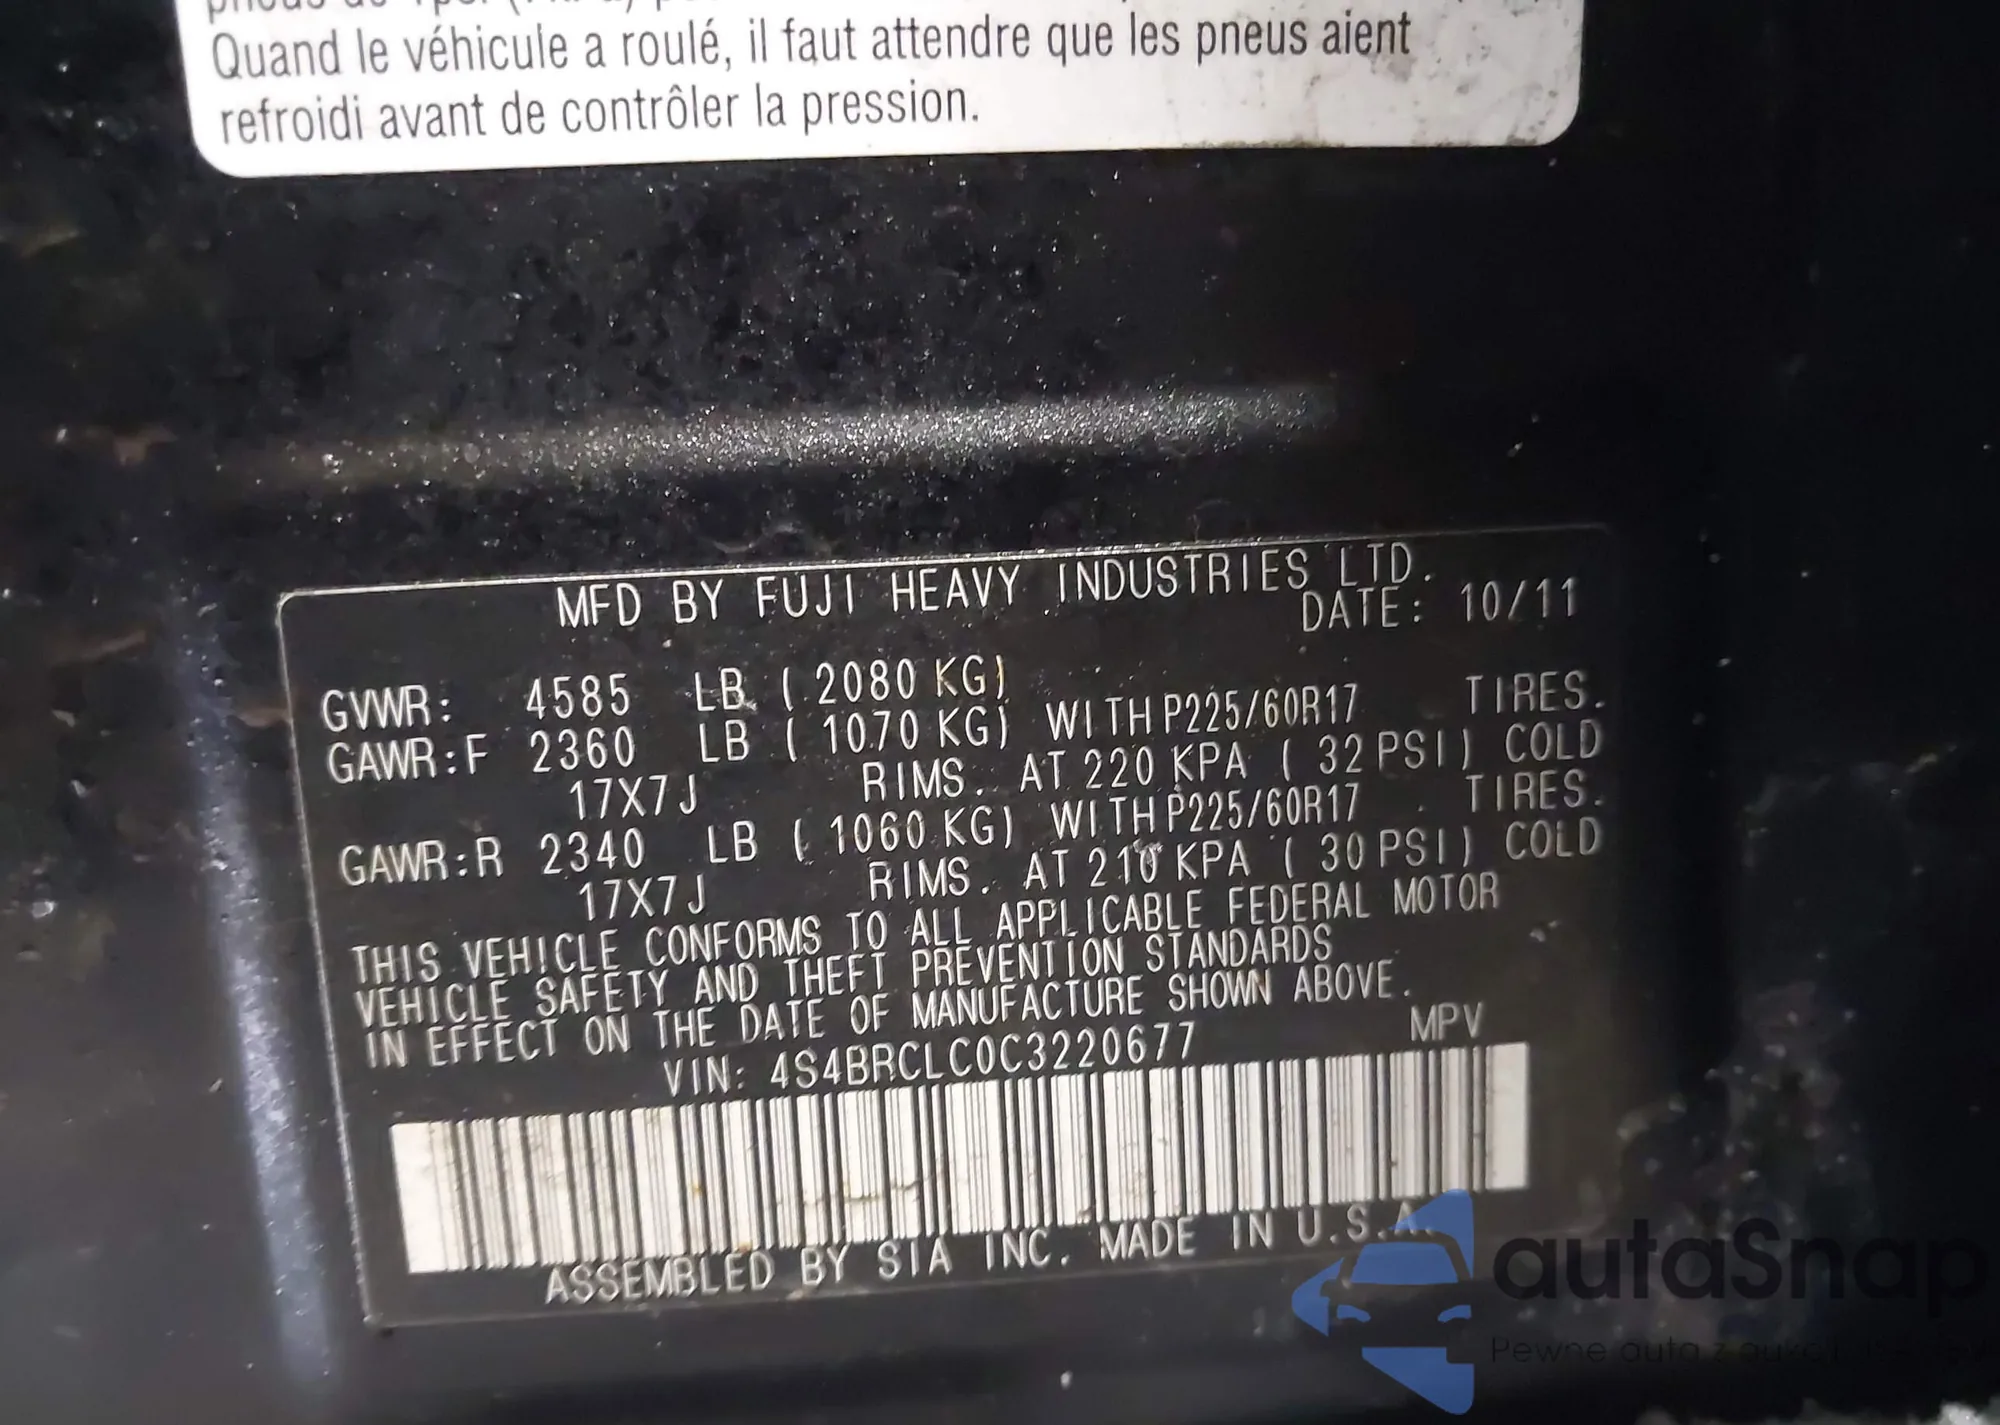 Quand le véhicule a roulé, il faut attendre que les pneus aient
refroidi avant de contrôler la pression.
MFD BY FUJI HEAVY INDUSTRIES LTD.
DATE: 10/11
GVWR: 4585 LB ( 2080 KG)
GAWR:F 2360 LB ( 1070 KG) WITH P225/60R17 TIRES.
17X7J RIMS. AT 220 KPA ( 32 PSI) COLD
GAWR:R 2340 LB ( 1060 KG) WITH P225/60R17 TIRES.
17X7J RIMS. AT 210 KPA ( 30 PSI) COLD
THIS VEHICLE CONFORMS TO ALL APPLICABLE FEDERAL MOTOR
VEHICLE SAFETY AND THEFT PREVENTION STANDARDS
IN EFFECT ON THE DATE OF MANUFACTURE SHOWN ABOVE.
VIN: 4S4BRCLC0C3220677 MPV
ASSEMBLED BY SIA INC. MADE IN U.S.A.
autaSnap
Pewne auta z